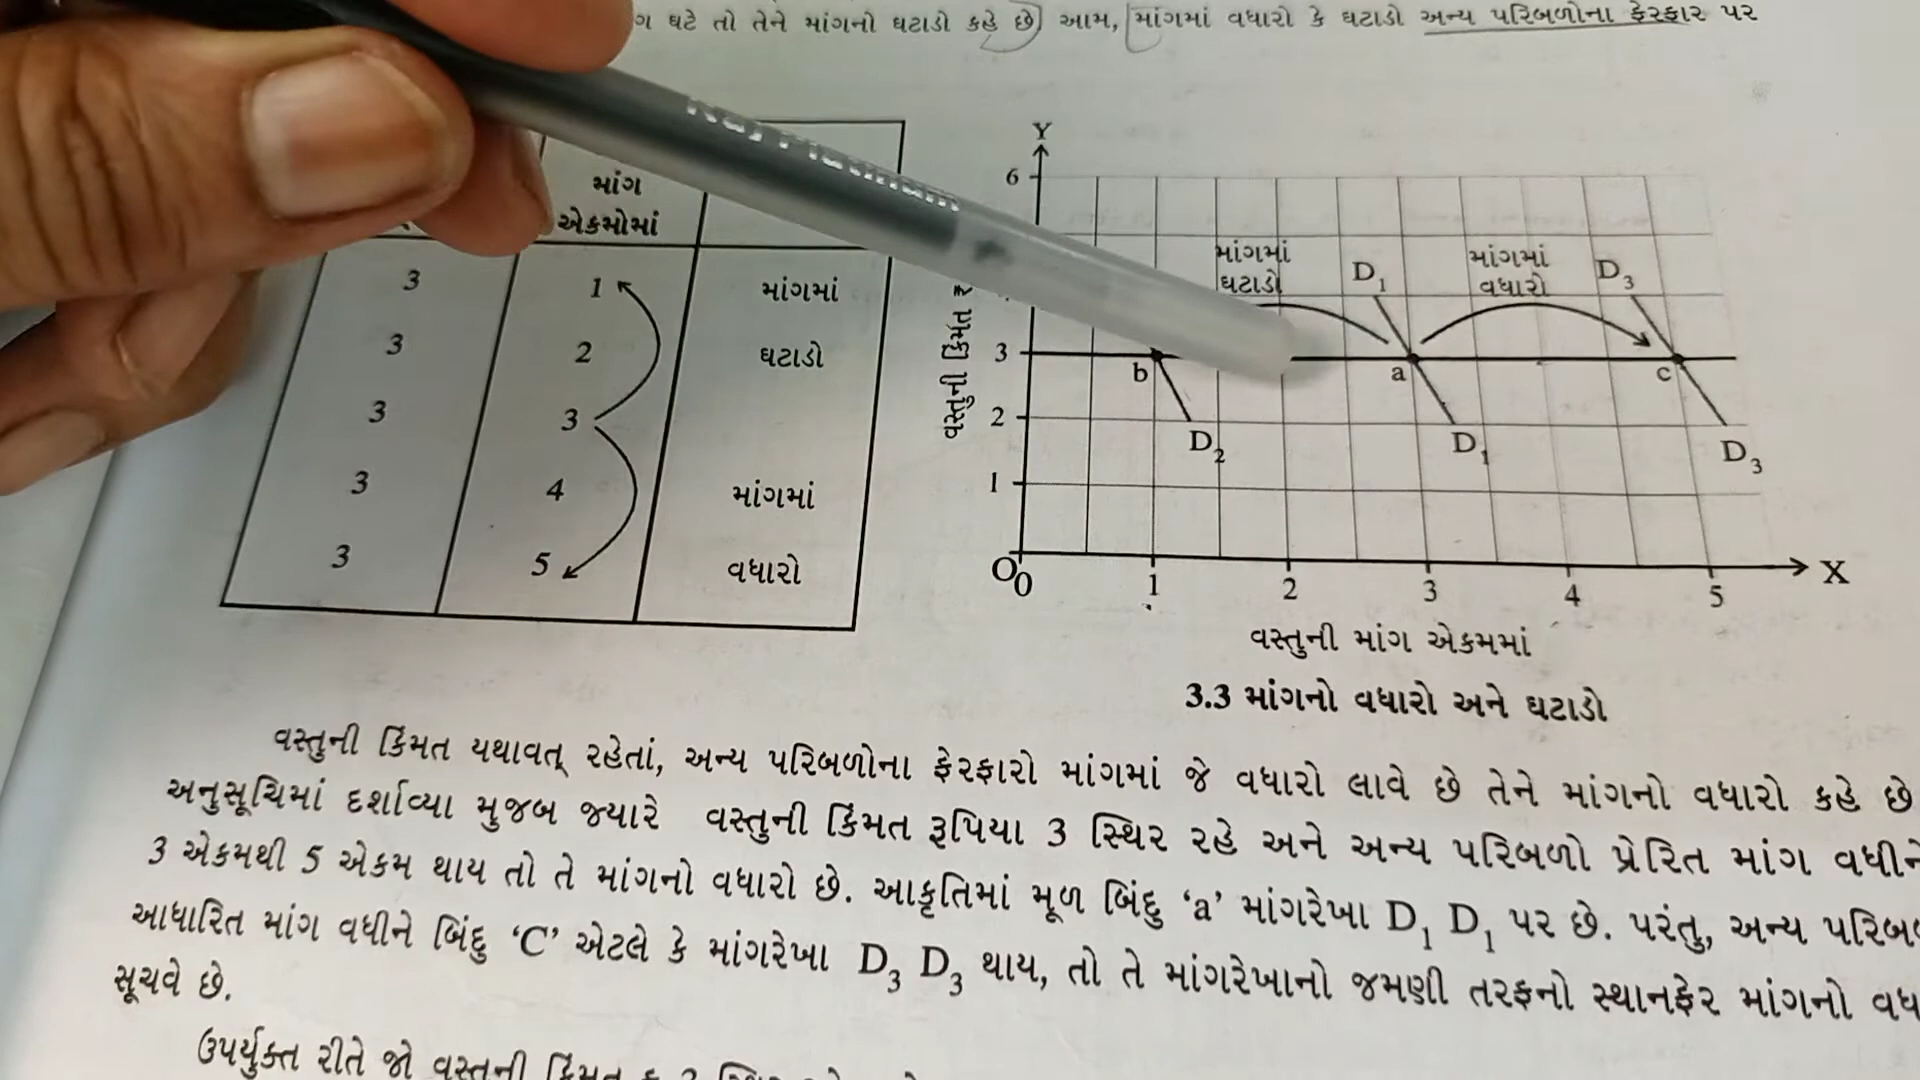 ઘટે તો તેને માંગનો ઘટાડો કહે છે) આમ, માંગમાં વધારો કે ઘટાડો અન્ય પરિબળોના ફેરફાર પર
માંગ
એકમોમાં
3 1 માંગમાં
3 2 ઘટાડો
3 3
3 4 માંગમાં
3 5 વધારો
Y
6
માંગમાં
ઘટાડો
D1
માંગમાં
વધારો
D3
વસ્તુની કિંમત ₹
3
b a c
2
D2 D1 D3
1
O
0 1 2 3 4 5 X
વસ્તુની માંગ એકમમાં
3.3 માંગનો વધારો અને ઘટાડો
વસ્તુની કિંમત યથાવત્ રહેતાં, અન્ય પરિબળોના ફેરફારો માંગમાં જે વધારો લાવે છે તેને માંગનો વધારો કહે છે
અનુસૂચિમાં દર્શાવ્યા મુજબ જ્યારે વસ્તુની કિંમત રૂપિયા 3 સ્થિર રહે અને અન્ય પરિબળો પ્રેરિત માંગ વધીને
3 એકમથી 5 એકમ થાય તો તે માંગનો વધારો છે. આકૃતિમાં મૂળ બિંદુ ‘a’ માંગરેખા D1 D1 પર છે. પરંતુ, અન્ય
આધારિત માંગ વધીને બિંદુ ‘C’ એટલે કે માંગરેખા D3 D3 થાય, તો તે માંગરેખાનો જમણી તરફનો સ્થાનફેર માંગનો
સૂચવે છે.
ઉપર્યુક્ત રીતે જો વસ્તુની કિંમત